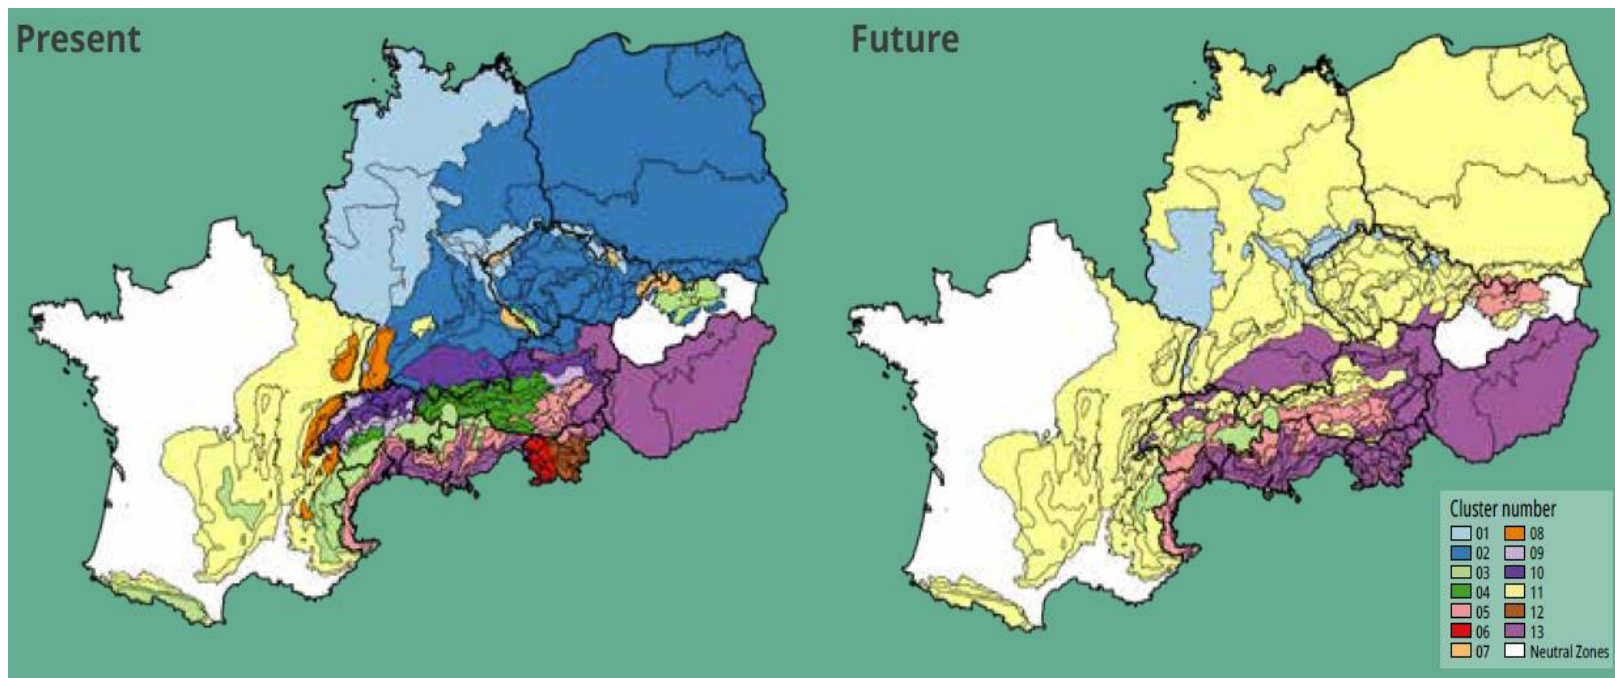 Present
Future
Cluster number
01 08
02 09
03 10
04 11
05 12
06 13
07 Neutral Zones